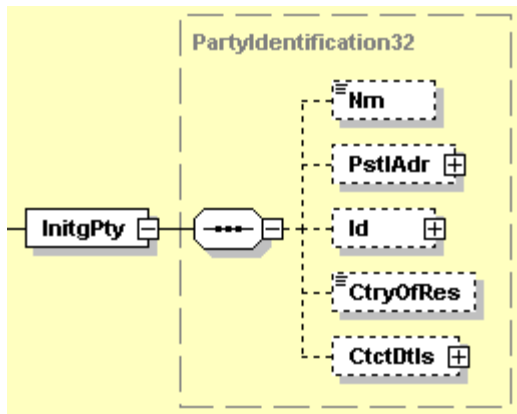 PartyIdentification32
Nm
PstlAdr
InitgPty
Id
CtryOfRes
CtctDtls